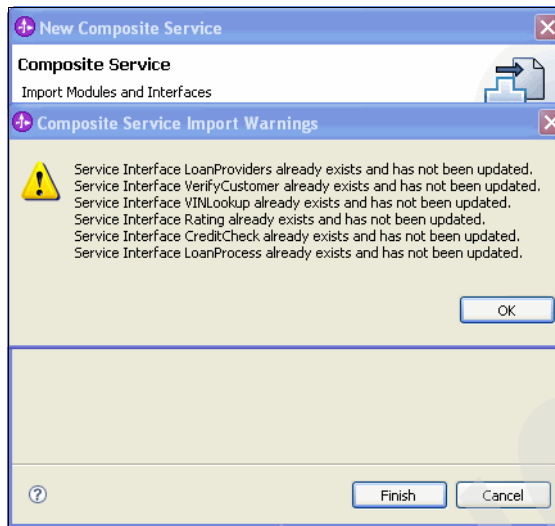 New Composite Service
Composite Service
Import Modules and Interfaces
Composite Service Import Warnings
Service Interface LoanProviders already exists and has not been updated.
Service Interface VerifyCustomer already exists and has not been updated.
Service Interface VINLookup already exists and has not been updated.
Service Interface Rating already exists and has not been updated.
Service Interface CreditCheck already exists and has not been updated.
Service Interface LoanProcess already exists and has not been updated.
OK
Finish Cancel